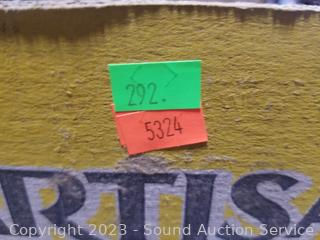 292.
5324
ARTISA
Copyright © 2023 - Sound Auction Service